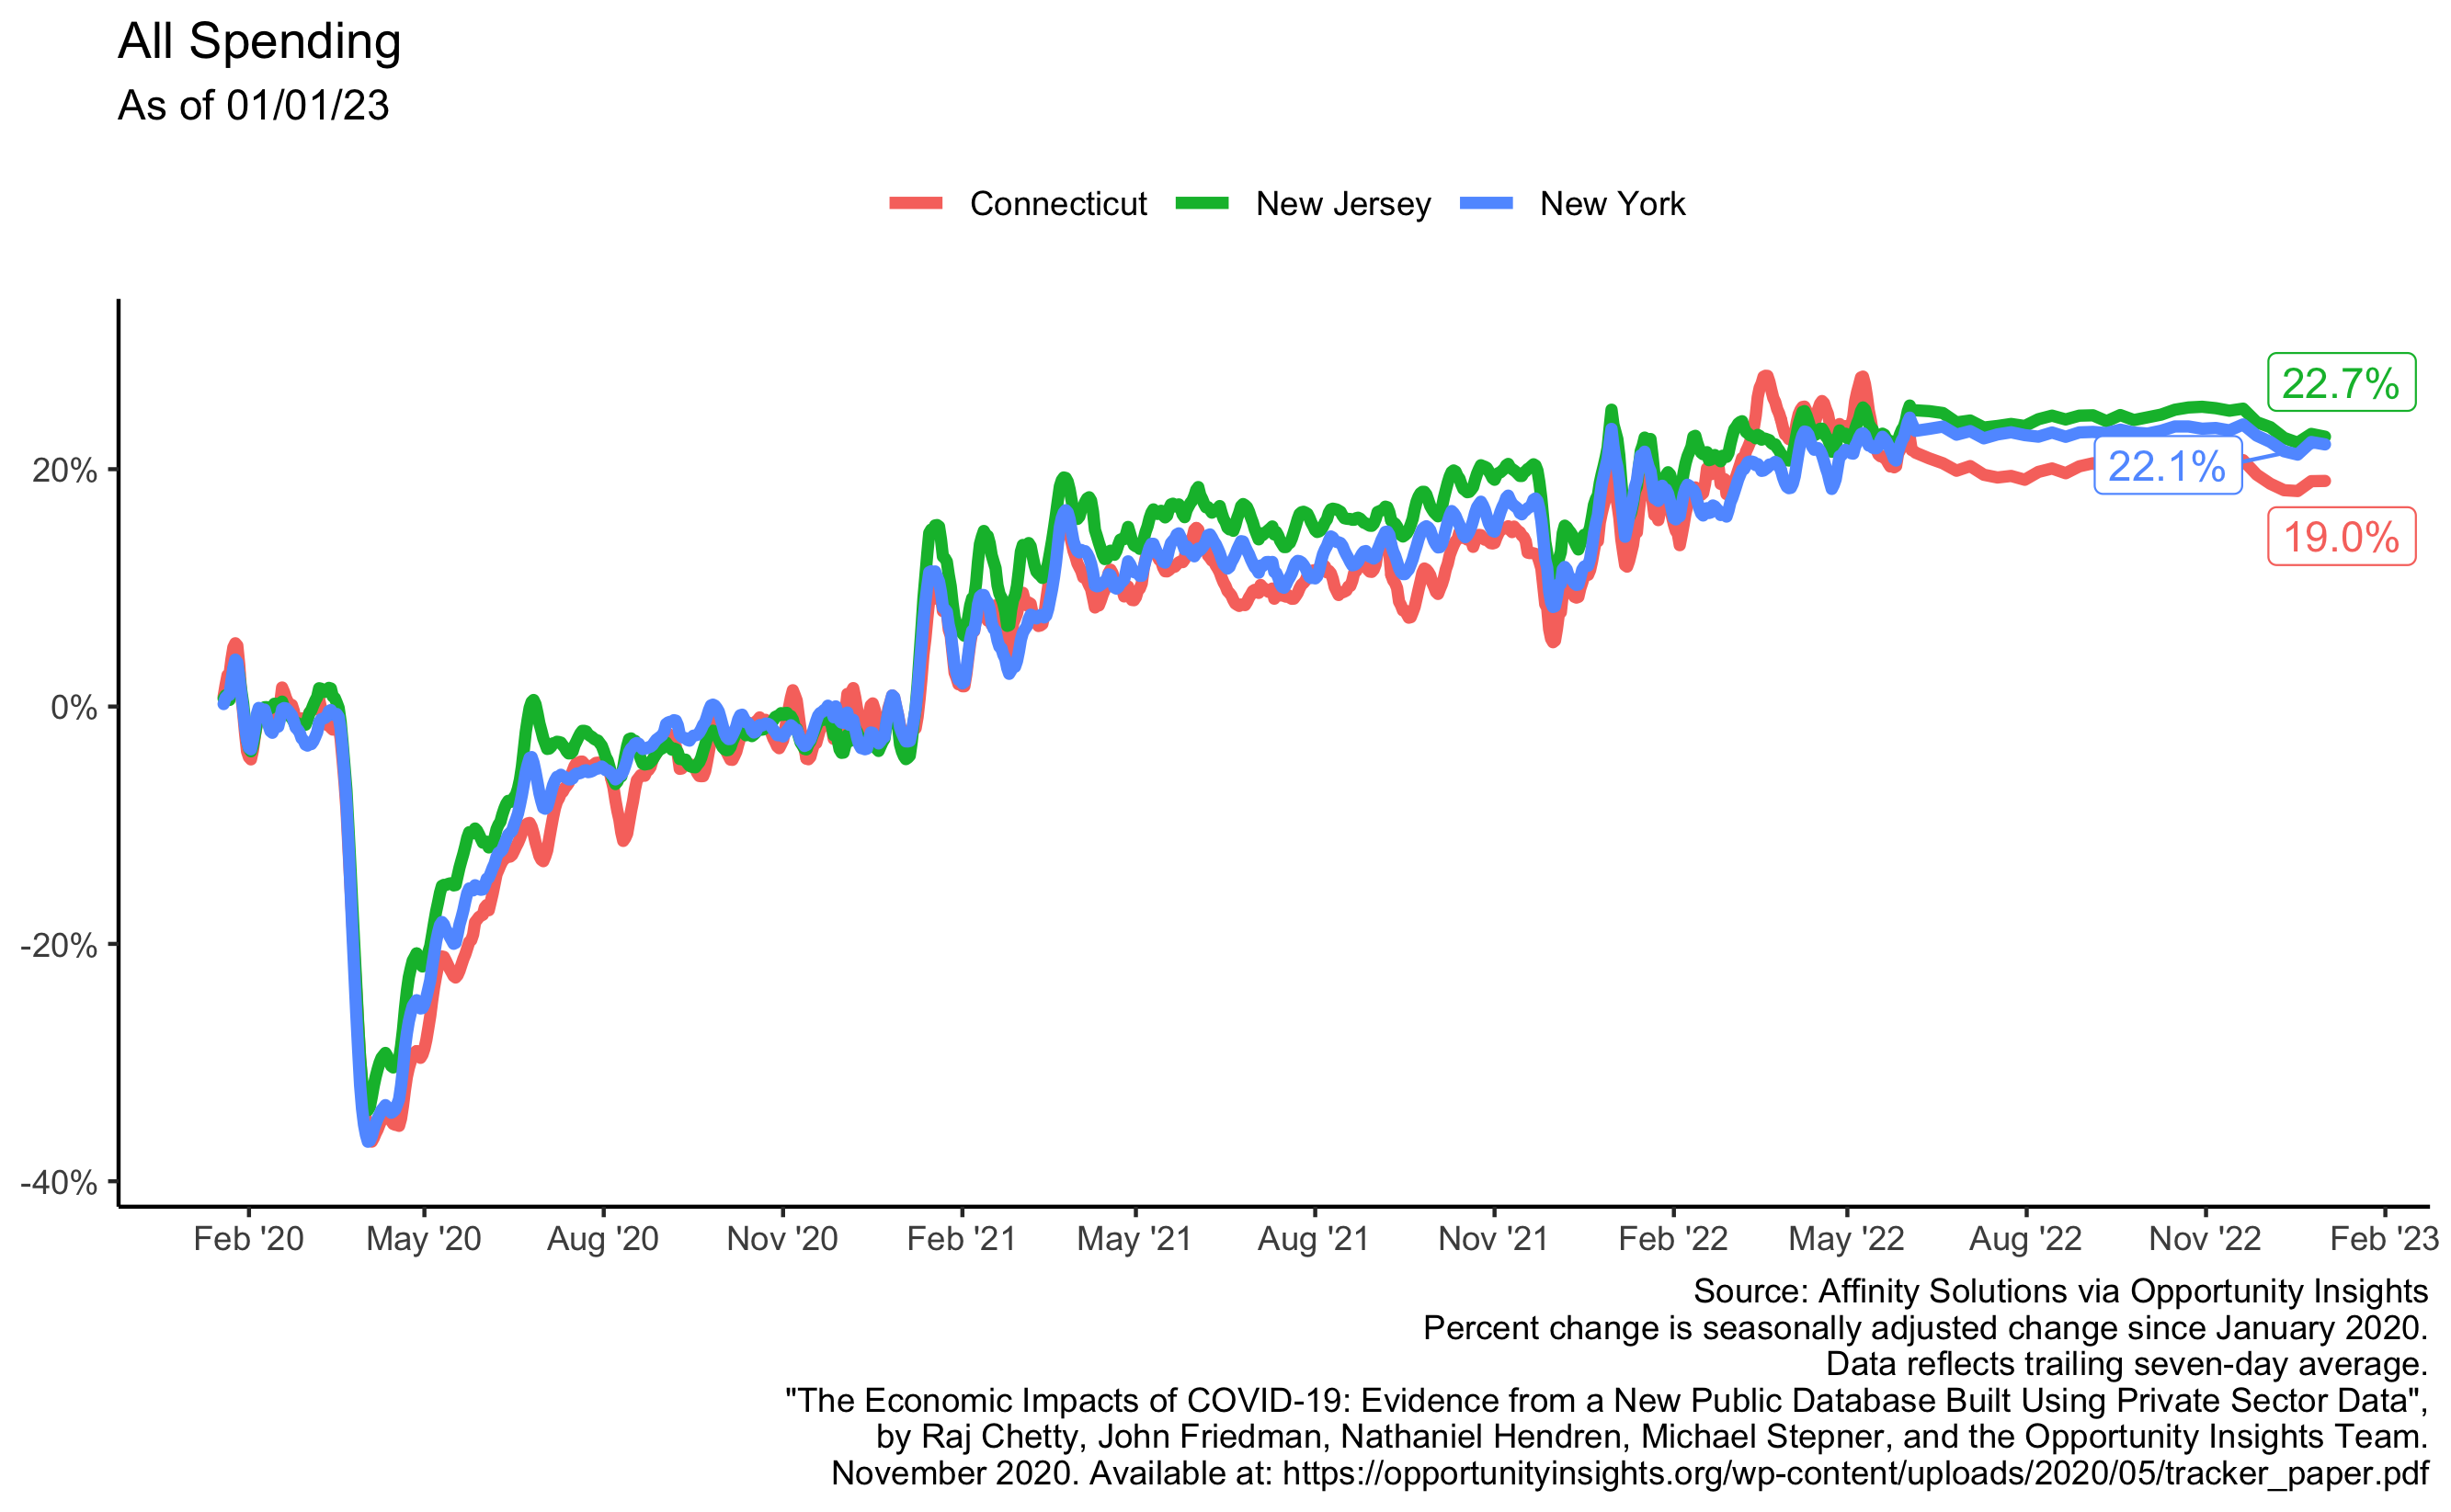 All Spending
As of 01/01/23
Connecticut New Jersey New York
22.7%
22.1%
19.0%
20%
0%
-20%
-40%
Feb '20 May '20 Aug '20 Nov '20 Feb '21 May '21 Aug '21 Nov '21 Feb '22 May '22 Aug '22 Nov '22 Feb '23
Source: Affinity Solutions via Opportunity Insights
Percent change is seasonally adjusted change since January 2020.
Data reflects trailing seven-day average.
"The Economic Impacts of COVID-19: Evidence from a New Public Database Built Using Private Sector Data",
by Raj Chetty, John Friedman, Nathaniel Hendren, Michael Stepner, and the Opportunity Insights Team.
November 2020. Available at: https://opportunityinsights.org/wp-content/uploads/2020/05/tracker_paper.pdf